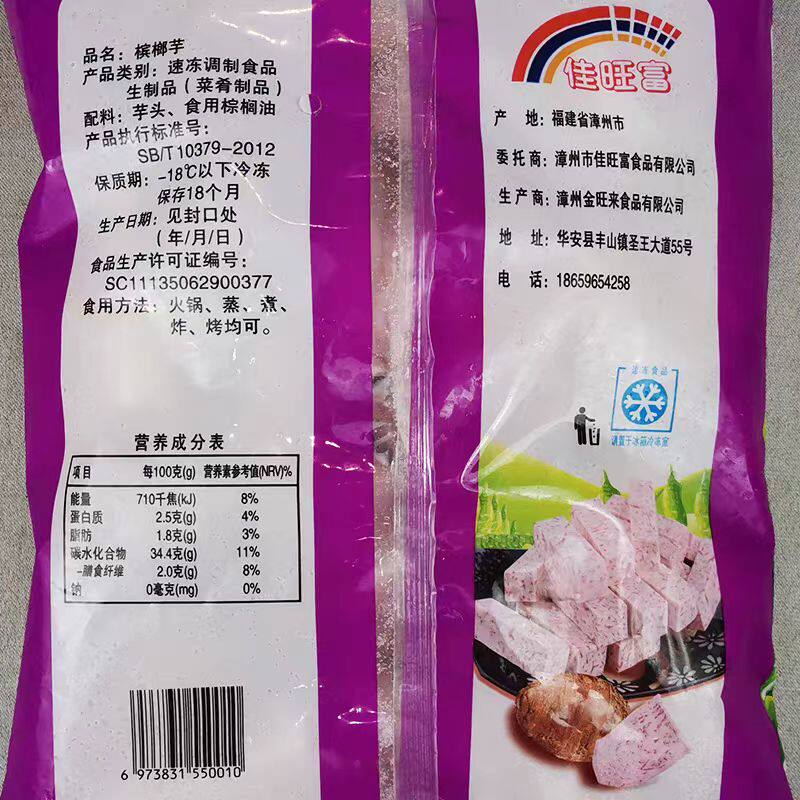 品名：槟榔芋
产品类别：速冻调制食品
生制品（菜肴制品）
配料：芋头、食用棕榈油
产品执行标准号：
SB/T10379-2012
保质期：-18℃以下冷冻
保存18个月
生产日期：见封口处
（年/月/日）
食品生产许可证编号：
SC11135062900377
食用方法：火锅、蒸、煮、
炸、烤均可。
营养成分表
项目 每100克(g) 营养素参考值(NRV)%
能量 710千焦(kJ) 8%
蛋白质 2.5克(g) 4%
脂肪 1.8克(g) 3%
碳水化合物 34.4克(g) 11%
-膳食纤维 2.0克(g) 8%
钠 0毫克(mg) 0%
6 973831 550010
佳旺富
产 地：福建省漳州市
委托商：漳州市佳旺富食品有限公司
生产商：漳州金旺来食品有限公司
地 址：华安县丰山镇圣王大道55号
电 话：18659654258
速冻食品
请置于冰箱冷冻室